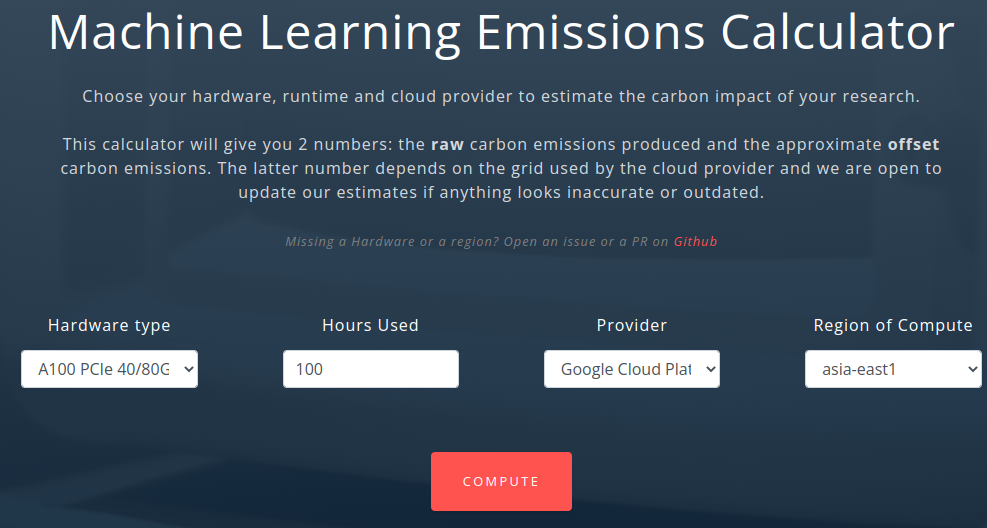 Machine Learning Emissions Calculator
Choose your hardware, runtime and cloud provider to estimate the carbon impact of your research.
This calculator will give you 2 numbers: the raw carbon emissions produced and the approximate offset
carbon emissions. The latter number depends on the grid used by the cloud provider and we are open to
update our estimates if anything looks inaccurate or outdated.
Missing a Hardware or a region? Open an issue or a PR on Github
Hardware type
Hours Used
Provider
Region of Compute
A100 PCIe 40/80G
100
Google Cloud Plat
asia-east1
COMPUTE